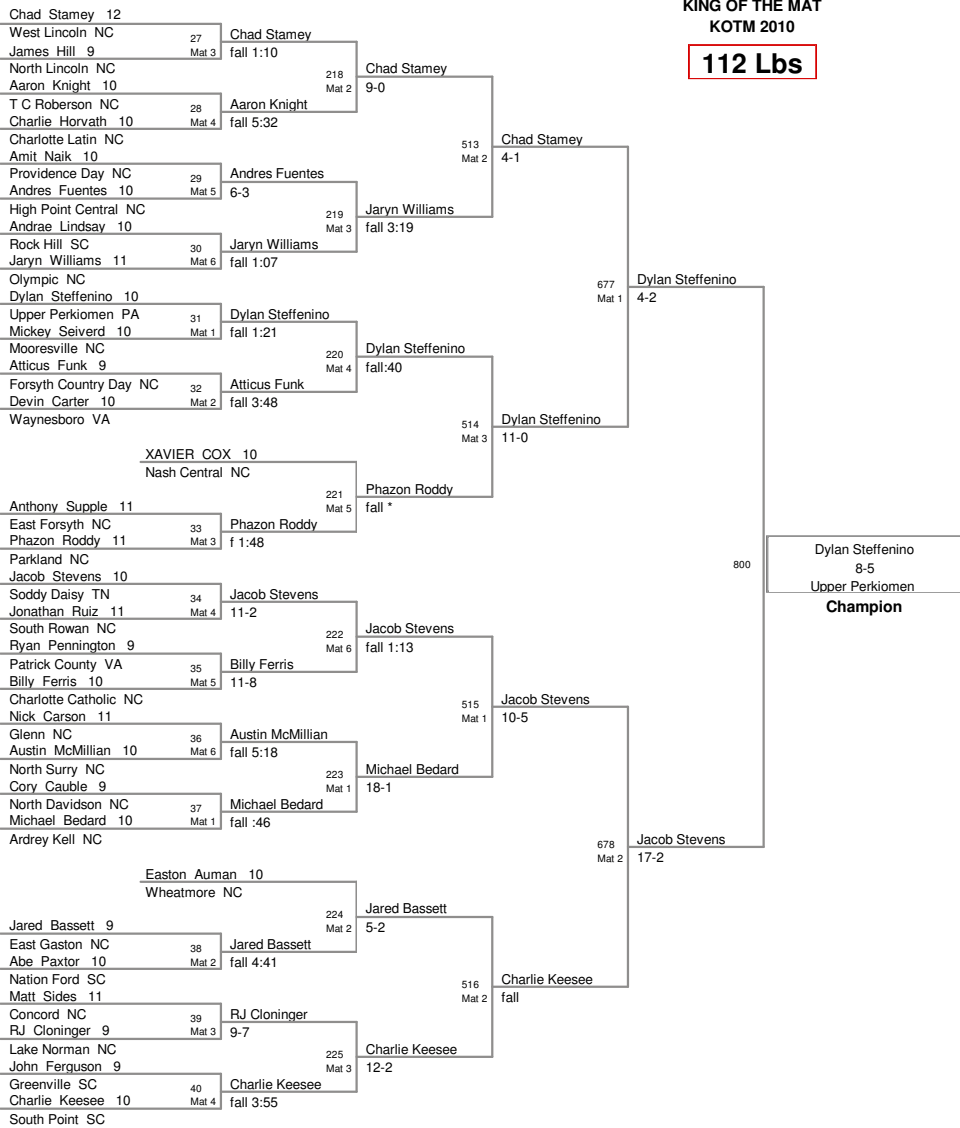 KING OF THE MAT
KOTM 2010
112 Lbs
Chad Stamey 12
West Lincoln NC
James Hill 9
North Lincoln NC
Aaron Knight 10
T C Roberson NC
Charlie Horvath 10
Charlotte Latin NC
Amit Naik 10
Providence Day NC
Andres Fuentes 10
High Point Central NC
Andrae Lindsay 10
Rock Hill SC
Jaryn Williams 11
Olympic NC
Dylan Steffenino 10
Upper Perkiomen PA
Mickey Seiverd 10
Mooresville NC
Atticus Funk 9
Forsyth Country Day NC
Devin Carter 10
Waynesboro VA
XAVIER COX 10
Nash Central NC
Anthony Supple 11
East Forsyth NC
Phazon Roddy 11
Parkland NC
Jacob Stevens 10
Soddy Daisy TN
Jonathan Ruiz 11
South Rowan NC
Ryan Pennington 9
Patrick County VA
Billy Ferris 10
Charlotte Catholic NC
Nick Carson 11
Glenn NC
Austin McMillian 10
North Surry NC
Cory Cauble 9
North Davidson NC
Michael Bedard 10
Ardrey Kell NC
Easton Auman 10
Wheatmore NC
Jared Bassett 9
East Gaston NC
Abe Paxtor 10
Nation Ford SC
Matt Sides 11
Concord NC
RJ Cloninger 9
Lake Norman NC
John Ferguson 9
Greenville SC
Charlie Keesee 10
South Point SC
27
Mat 3
Chad Stamey
fall 1:10
28
Mat 4
Aaron Knight
fall 5:32
29
Mat 5
Andres Fuentes
6-3
30
Mat 6
Jaryn Williams
fall 1:07
31
Mat 1
Dylan Steffenino
fall 1:21
32
Mat 2
Atticus Funk
fall 3:48
33
Mat 3
Phazon Roddy
f 1:48
34
Mat 4
Jacob Stevens
11-2
35
Mat 5
Billy Ferris
11-8
36
Mat 6
Austin McMillian
fall 5:18
37
Mat 1
Michael Bedard
fall :46
38
Mat 2
Jared Bassett
fall 4:41
39
Mat 3
RJ Cloninger
9-7
40
Mat 4
Charlie Keesee
fall 3:55
218
Mat 2
Chad Stamey
9-0
219
Mat 3
Jaryn Williams
fall 3:19
220
Mat 4
Dylan Steffenino
fall:40
221
Mat 5
Phazon Roddy
fall *
222
Mat 6
Jacob Stevens
fall 1:13
223
Mat 1
Michael Bedard
18-1
224
Mat 2
Jared Bassett
5-2
225
Mat 3
Charlie Keesee
12-2
513
Mat 2
Chad Stamey
4-1
514
Mat 3
Dylan Steffenino
11-0
515
Mat 1
Jacob Stevens
10-5
516
Mat 2
Charlie Keesee
fall
677
Mat 1
Dylan Steffenino
4-2
678
Mat 2
Jacob Stevens
17-2
800
Dylan Steffenino
8-5
Upper Perkiomen
Champion